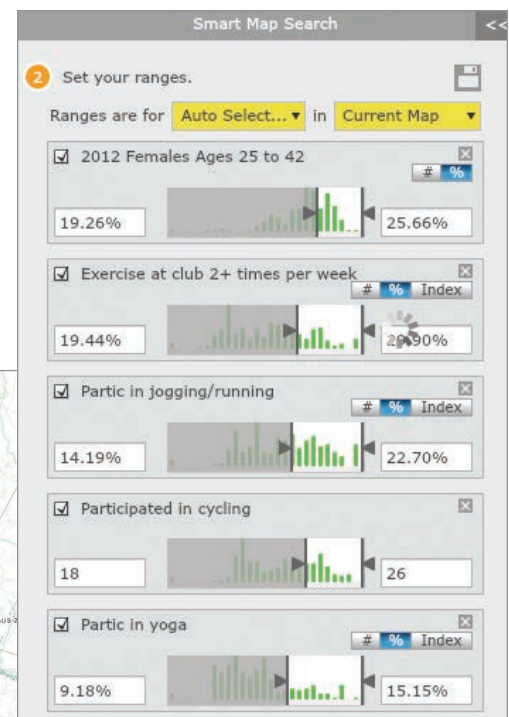 Smart Map Search <<
2 Set your ranges.
Ranges are for Auto Select... in Current Map
2012 Females Ages 25 to 42
# %
19.26% 25.66%
Exercise at club 2+ times per week
# % Index
19.44% 20.90%
Partic in jogging/running
# % Index
14.19% 22.70%
Participated in cycling
18 26
Partic in yoga
# % Index
9.18% 15.15%